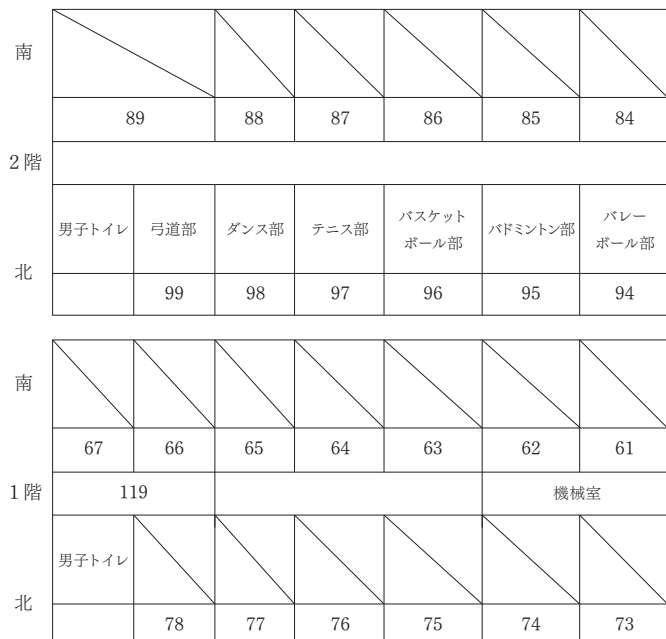 南
89 88 87 86 85 84
2階
男子トイレ 弓道部 ダンス部 テニス部 バスケット
ボール部 バドミントン部 バレー
ボール部
北
99 98 97 96 95 94
南
67 66 65 64 63 62 61
1階 119 機械室
男子トイレ
北
78 77 76 75 74 73